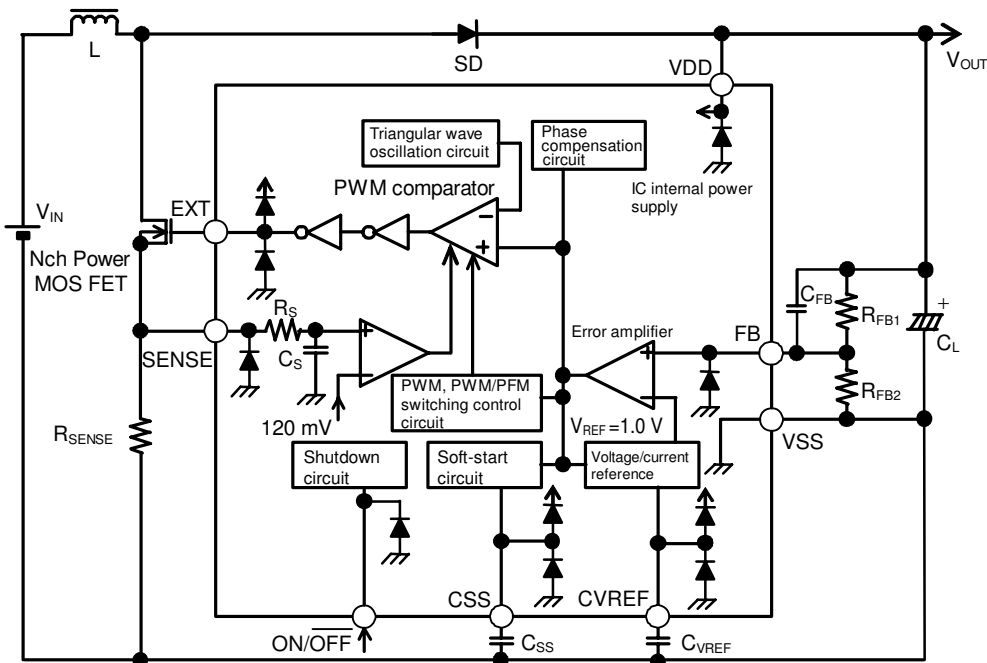 L
SD
VOUT
VDD
Triangular wave
oscillation circuit
Phase
compensation
circuit
IC internal power
supply
PWM comparator
EXT
VIN
Nch Power
MOS FET
−
+
RS
CS
SENSE
+
−
120 mV
RSENSE
Error amplifier
+
−
FB
CFB
RFB1
RFB2
+
CL
PWM, PWM/PFM
switching control
circuit
VREF=1.0 V
VSS
Shutdown
circuit
Soft-start
circuit
Voltage/current
reference
CSS
CVREF
ON/OFF
CSS
CVREF